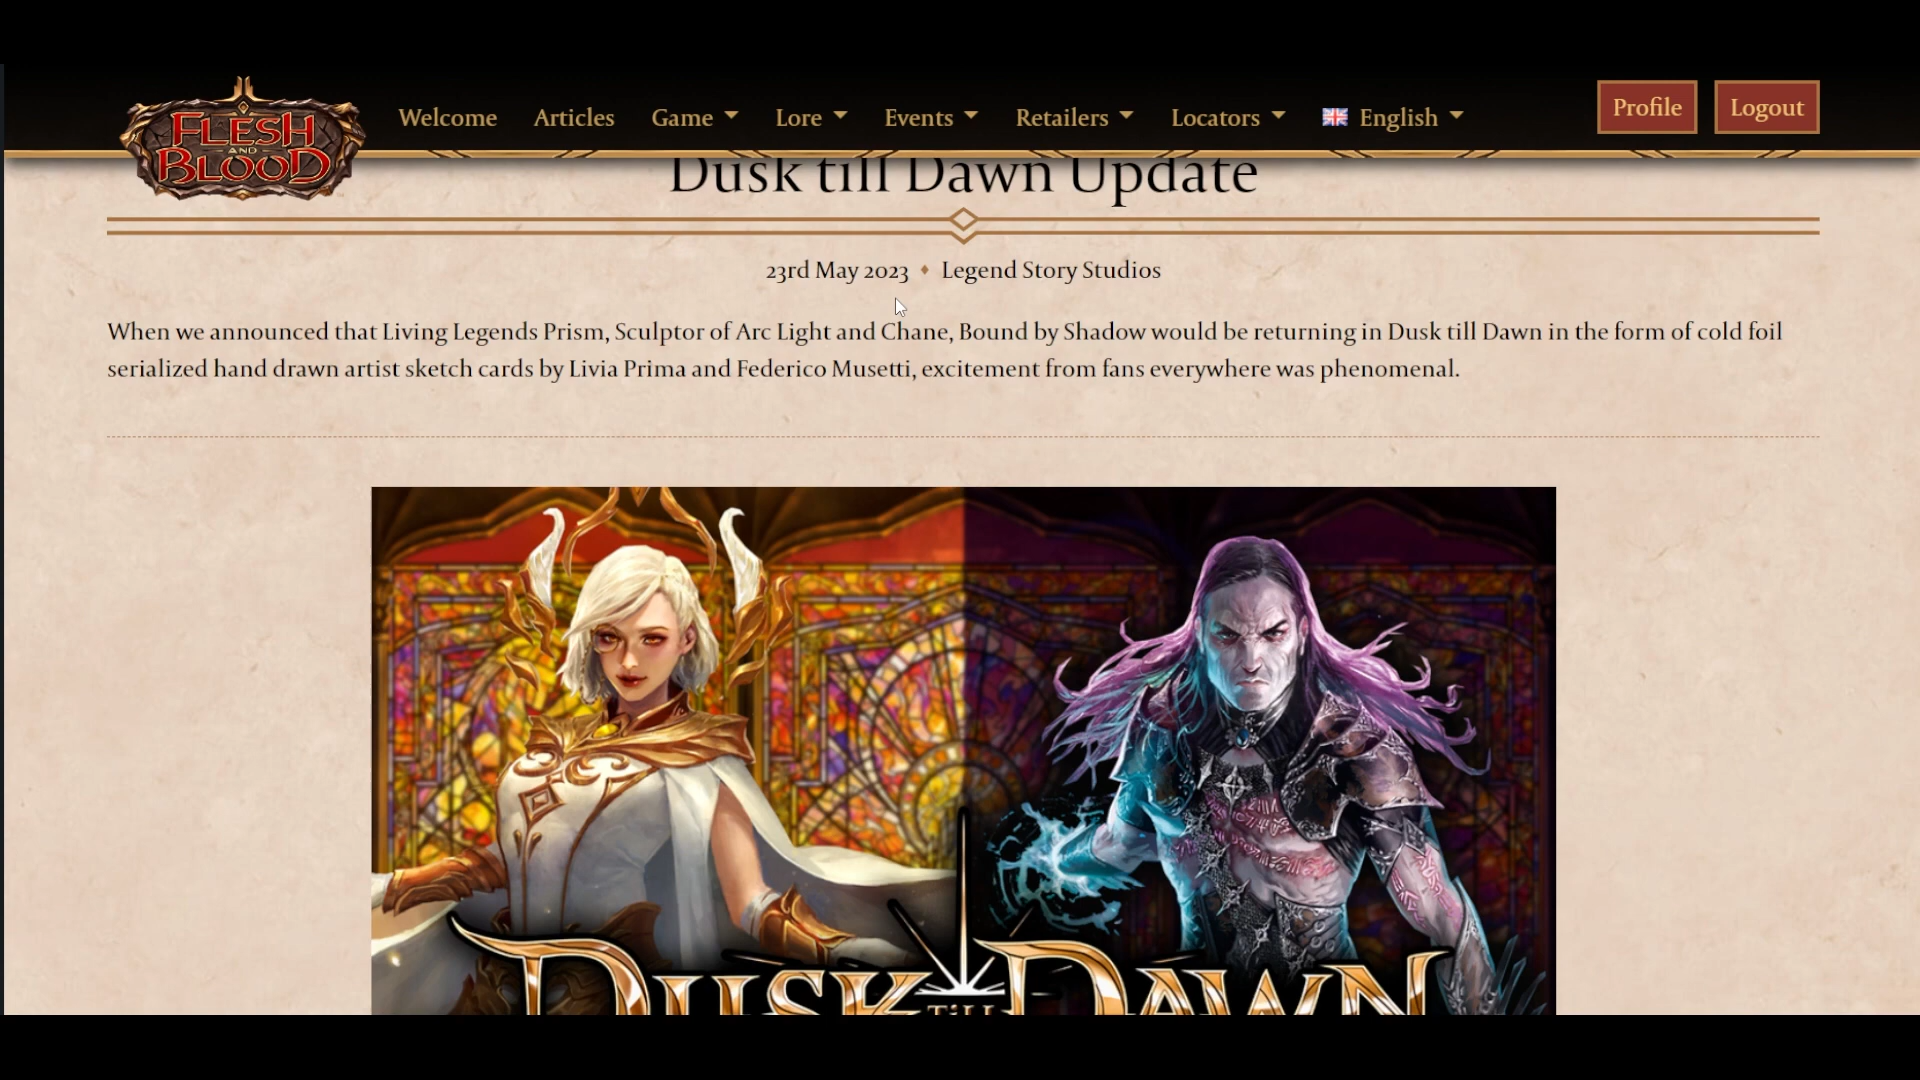 FLESH
AND
BLOOD
Welcome Articles Game Lore Events Retailers Locators English Profile Logout
Dusk till Dawn Update
23rd May 2023 ♦ Legend Story Studios
When we announced that Living Legends Prism, Sculptor of Arc Light and Chane, Bound by Shadow would be returning in Dusk till Dawn in the form of cold foil
serialized hand drawn artist sketch cards by Livia Prima and Federico Musetti, excitement from fans everywhere was phenomenal.
DUSK TILL DAWN